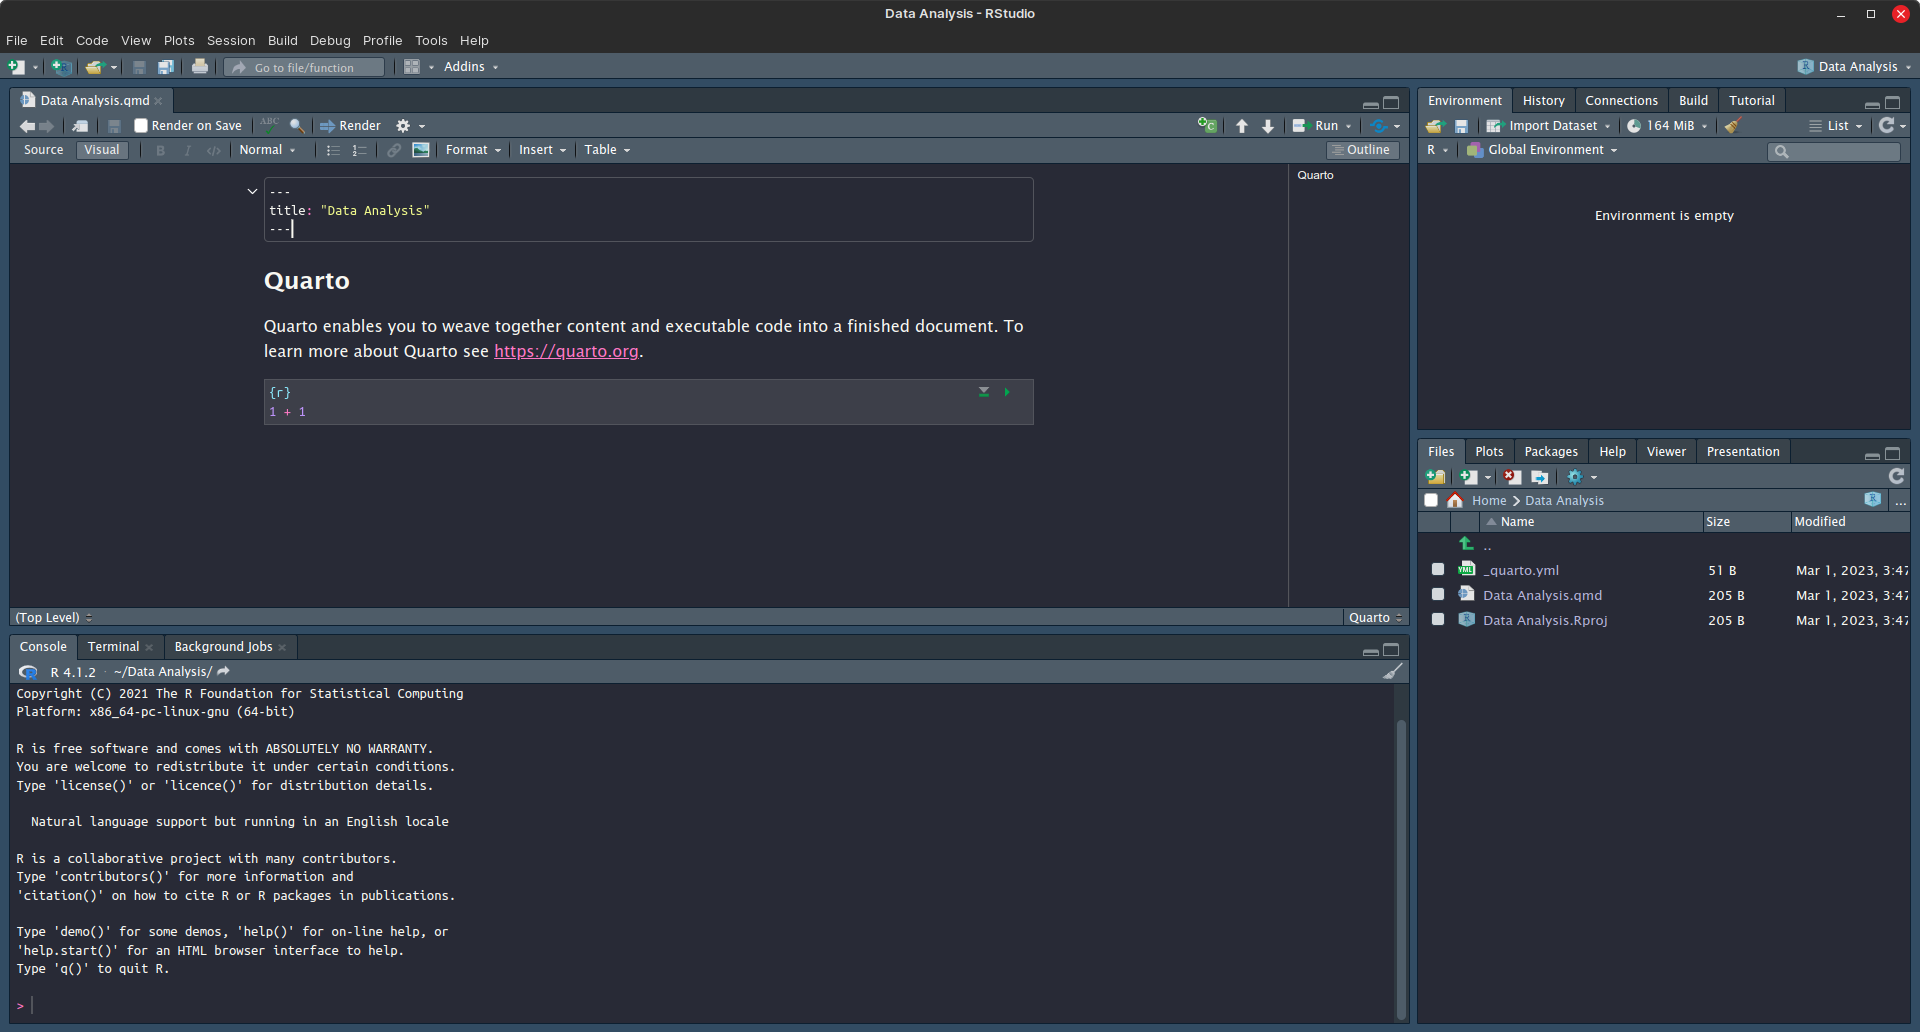 Data Analysis - RStudio
File Edit Code View Plots Session Build Debug Profile Tools Help
Go to file/function Addins Data Analysis
Data Analysis.qmd
Render on Save ABC Render Run
Source Visual B I </> Normal Format Insert Table Outline
---
title: "Data Analysis"
---
Quarto
Quarto enables you to weave together content and executable code into a finished document. To
learn more about Quarto see https://quarto.org.
{r}
1 + 1
Quarto
(Top Level) Quarto
Console Terminal Background Jobs
R 4.1.2 · ~/Data Analysis/
Copyright (C) 2021 The R Foundation for Statistical Computing
Platform: x86_64-pc-linux-gnu (64-bit)
R is free software and comes with ABSOLUTELY NO WARRANTY.
You are welcome to redistribute it under certain conditions.
Type 'license()' or 'licence()' for distribution details.
Natural language support but running in an English locale
R is a collaborative project with many contributors.
Type 'contributors()' for more information and
'citation()' on how to cite R or R packages in publications.
Type 'demo()' for some demos, 'help()' for on-line help, or
'help.start()' for an HTML browser interface to help.
Type 'q()' to quit R.
>
Environment History Connections Build Tutorial
Import Dataset 164 MiB List
R Global Environment
Environment is empty
Files Plots Packages Help Viewer Presentation
Home Data Analysis ...
Name Size Modified
..
YML _quarto.yml 51 B Mar 1, 2023, 3:47
Data Analysis.qmd 205 B Mar 1, 2023, 3:47
Data Analysis.Rproj 205 B Mar 1, 2023, 3:47